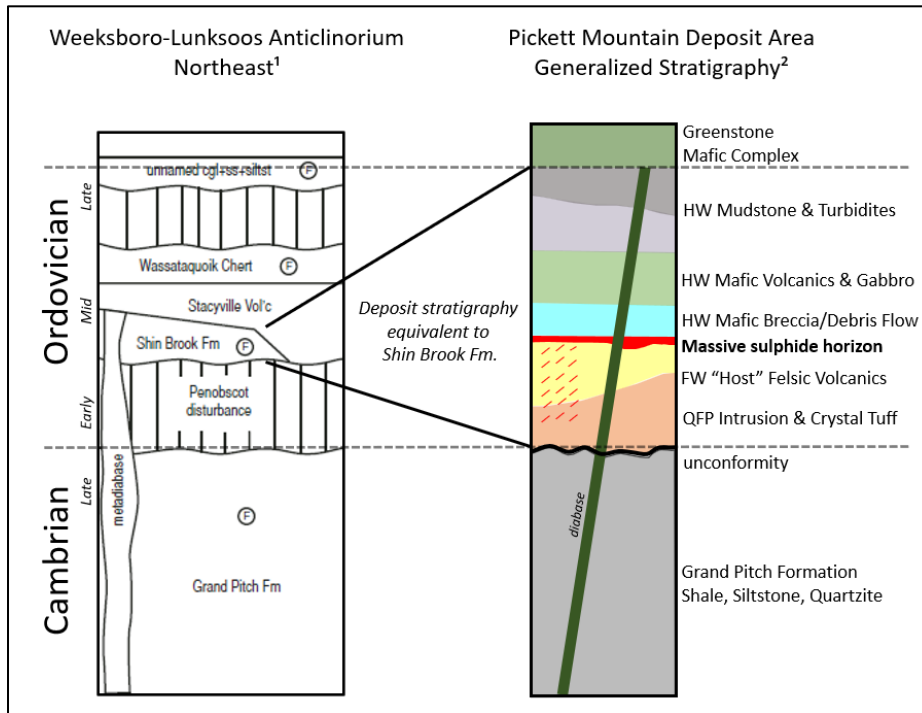 Weeksboro-Lunksoos Anticlinorium
Northeast¹
Pickett Mountain Deposit Area
Generalized Stratigraphy²
Ordovician
Cambrian
Late
Mid
Early
Late
unnamed cgl+ss+siltst F
Wassataquoik Chert F
Stacyville Vol'c
Shin Brook Fm F
Penobscot
disturbance
metadiabase
F
Grand Pitch Fm
Deposit stratigraphy
equivalent to
Shin Brook Fm.
diabase
Greenstone
Mafic Complex
HW Mudstone & Turbidites
HW Mafic Volcanics & Gabbro
HW Mafic Breccia/Debris Flow
Massive sulphide horizon
FW “Host” Felsic Volcanics
QFP Intrusion & Crystal Tuff
unconformity
Grand Pitch Formation
Shale, Siltstone, Quartzite